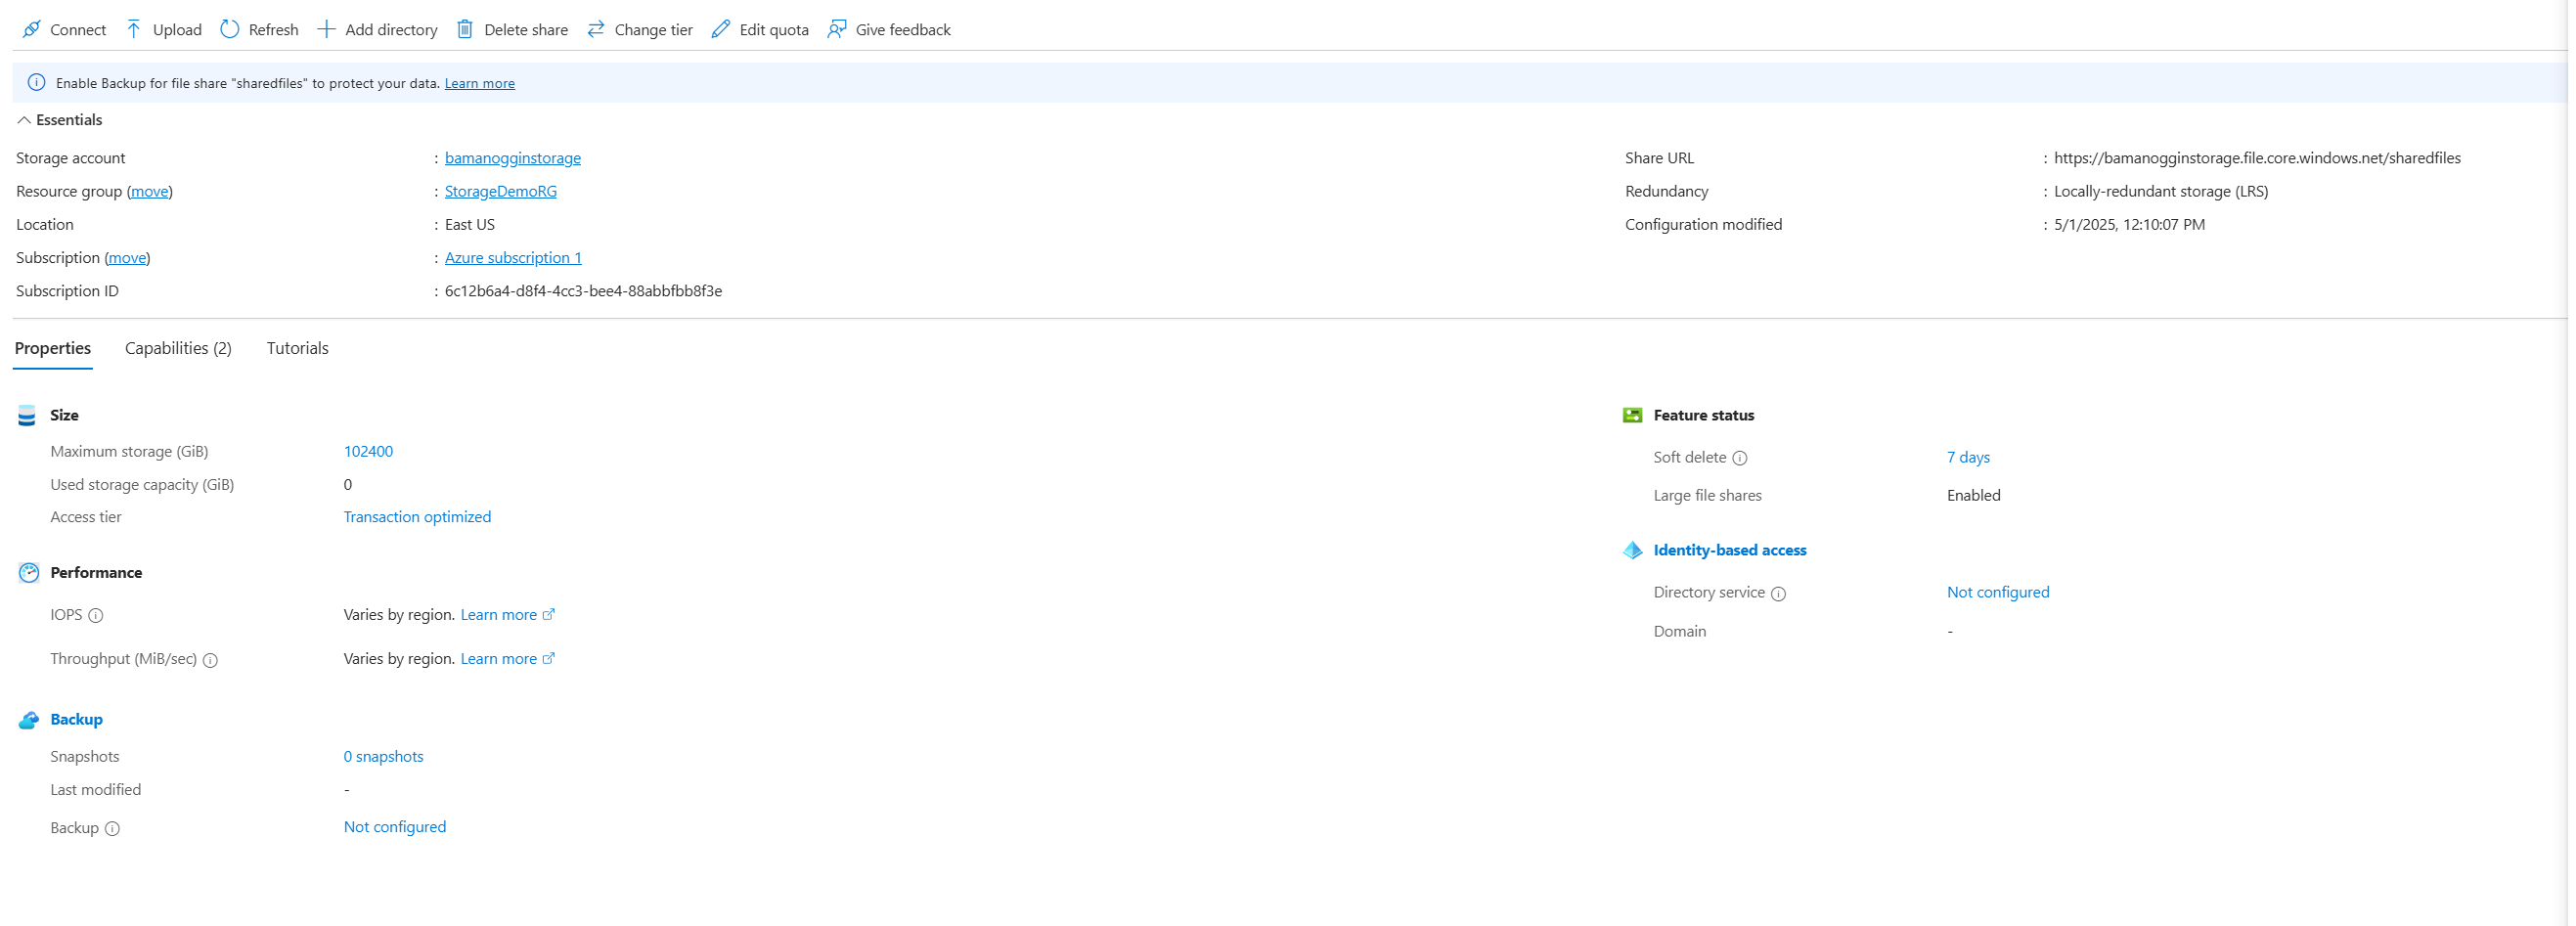 Connect Upload Refresh Add directory Delete share Change tier Edit quota Give feedback
Enable Backup for file share "sharedfiles" to protect your data. Learn more
Essentials
Storage account : bamanogginstorage
Resource group (move) : StorageDemoRG
Location : East US
Subscription (move) : Azure subscription 1
Subscription ID : 6c12b6a4-d8f4-4cc3-bee4-88abbfbb8f3e
Share URL : https://bamanogginstorage.file.core.windows.net/sharedfiles
Redundancy : Locally-redundant storage (LRS)
Configuration modified : 5/1/2025, 12:10:07 PM
Properties Capabilities (2) Tutorials
Size
Maximum storage (GiB) 102400
Used storage capacity (GiB) 0
Access tier Transaction optimized
Performance
IOPS Varies by region. Learn more
Throughput (MiB/sec) Varies by region. Learn more
Backup
Snapshots 0 snapshots
Last modified -
Backup Not configured
Feature status
Soft delete 7 days
Large file shares Enabled
Identity-based access
Directory service Not configured
Domain -